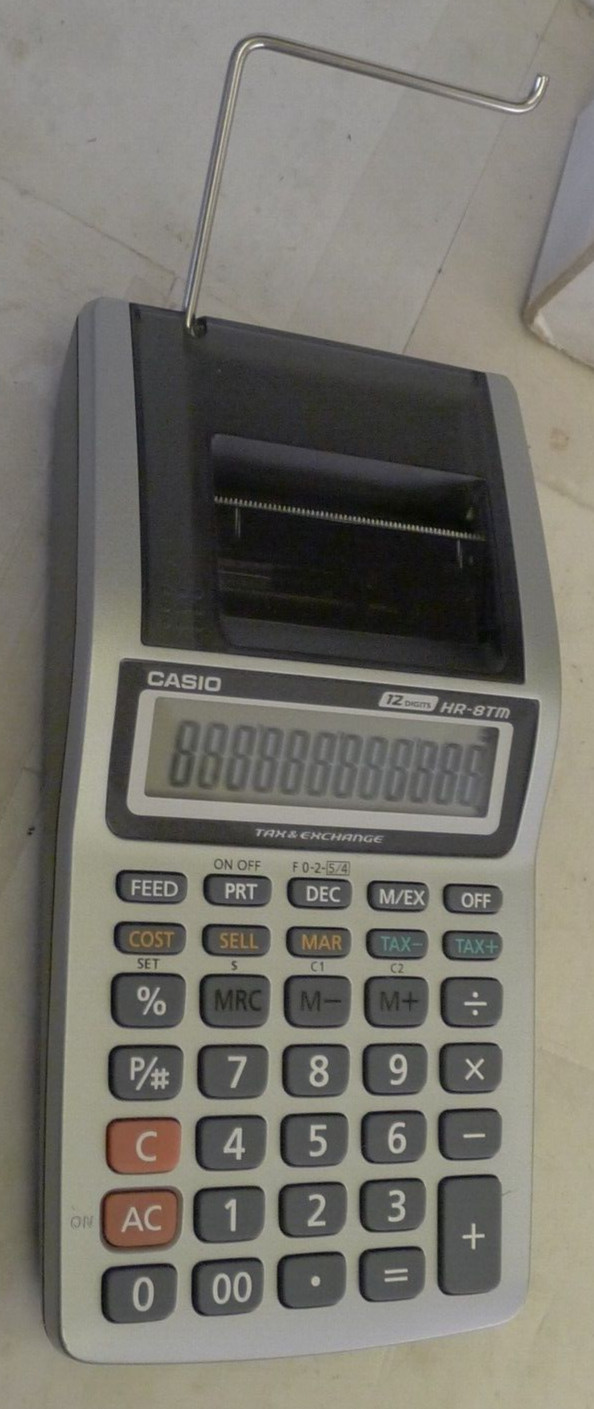 CASIO
12 DIGITS HR-8TM
888888888888
TAX & EXCHANGE
ON OFF F 0-2-5/4
FEED PRT DEC M/EX OFF
COST SELL MAR TAX− TAX+
SET $ C1 C2
% MRC M− M+ ÷
P/# 7 8 9 ×
C 4 5 6 −
ON AC 1 2 3 +
0 00 . =